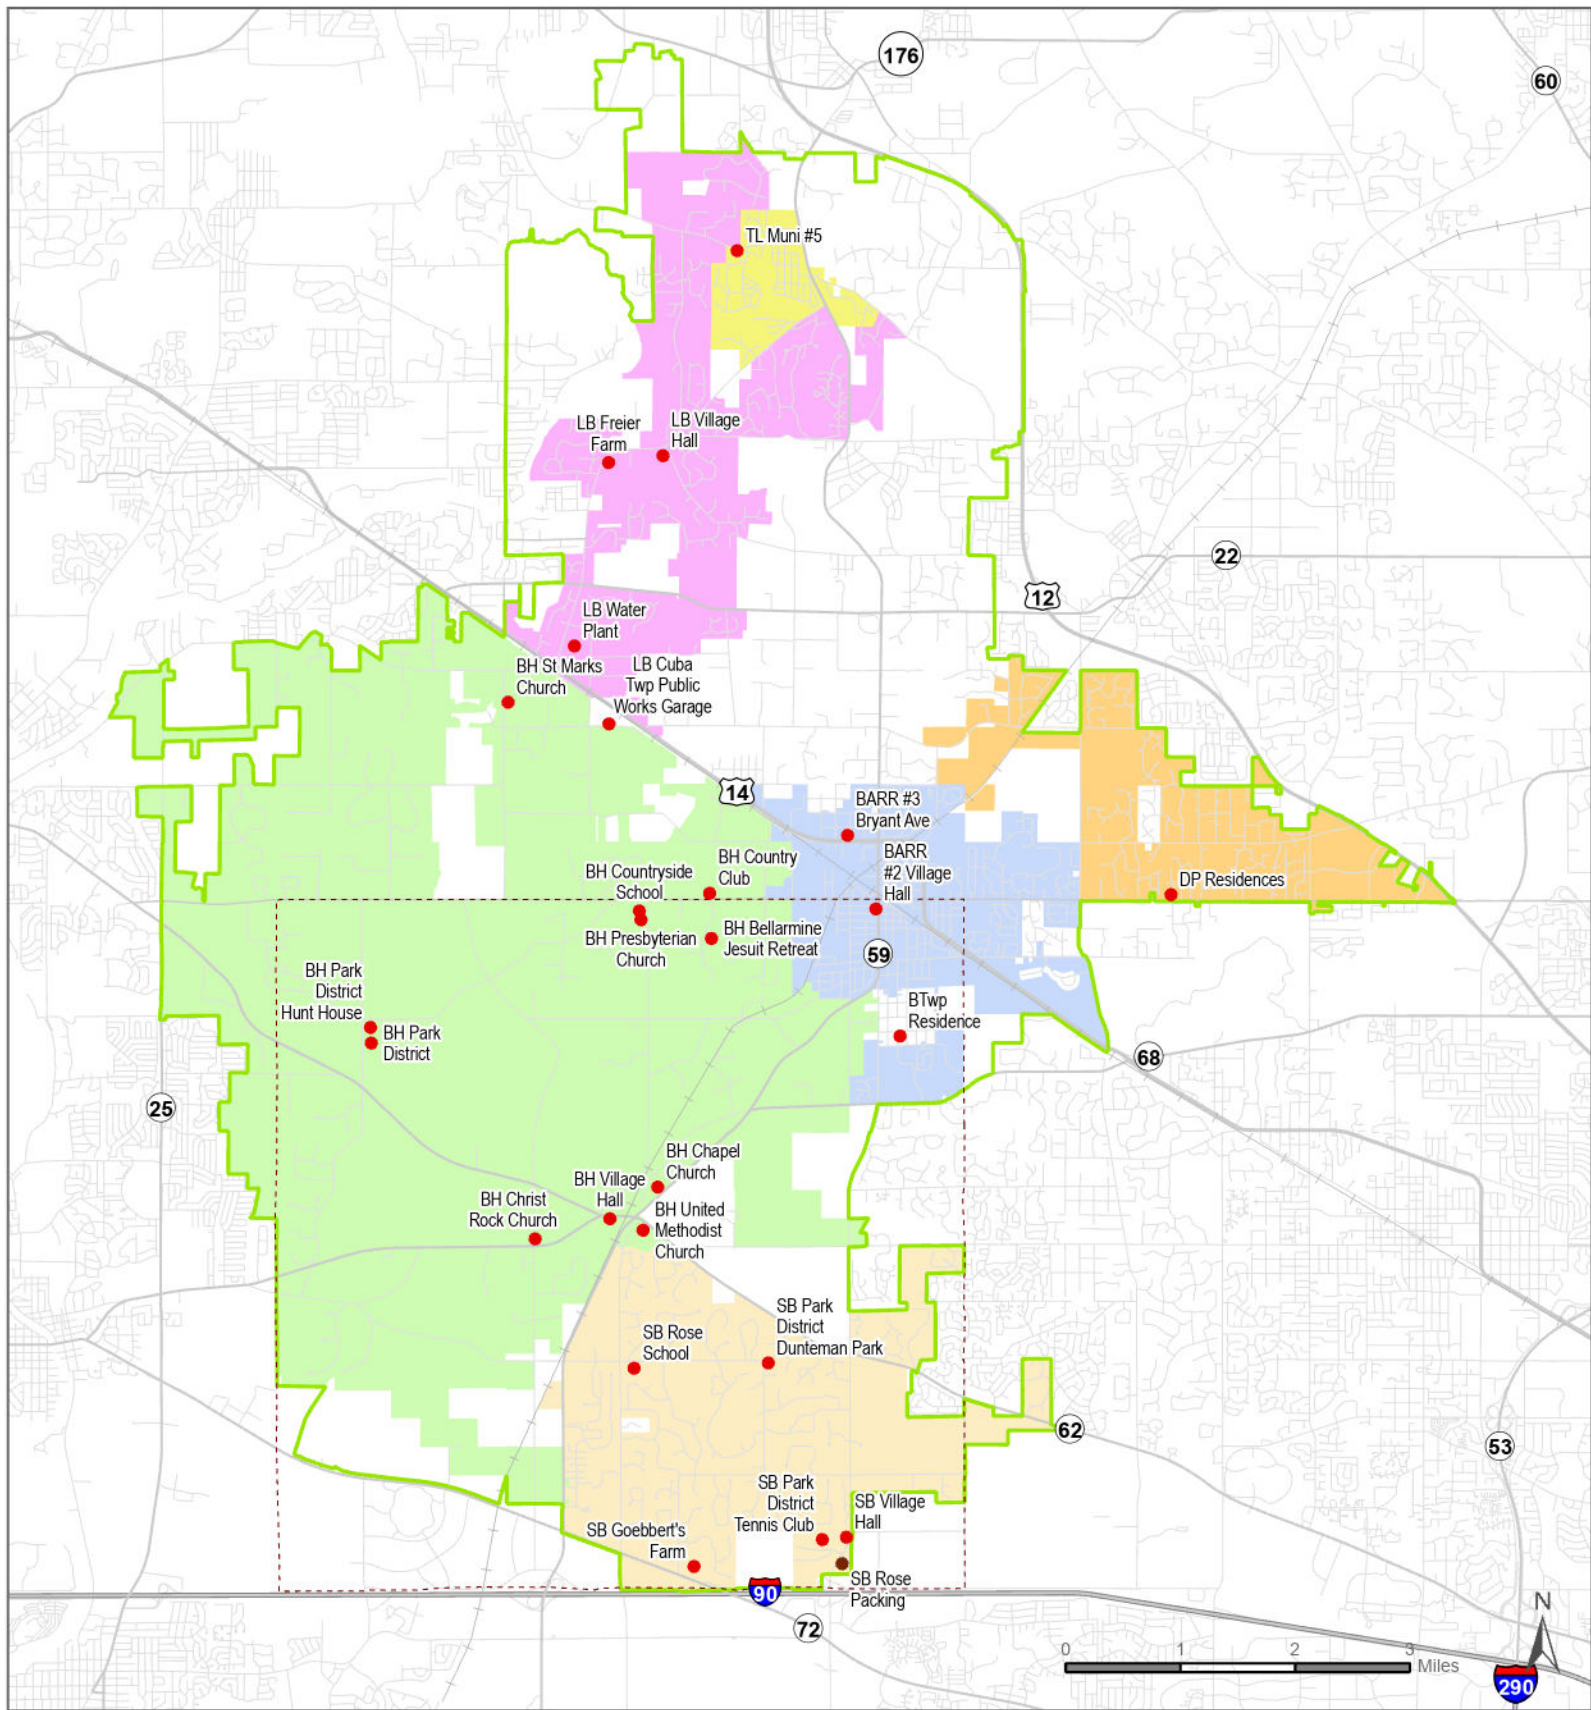 176
60
TL Muni #5
LB Freier
Farm
LB Village
Hall
22
12
LB Water
Plant
BH St Marks
Church
LB Cuba
Twp Public
Works Garage
14
BARR #3
Bryant Ave
BARR
#2 Village
Hall
BH Country
Club
BH Countryside
School
DP Residences
BH Presbyterian
Church
BH Bellarmine
Jesuit Retreat
59
BH Park
District
Hunt House
BH Park
District
BTwp
Residence
68
25
BH Chapel
Church
BH Village
Hall
BH Christ
Rock Church
BH United
Methodist
Church
SB Park
District
Dunteman Park
SB Rose
School
62
53
SB Park
District
Tennis Club
SB Village
Hall
SB Goebbert's
Farm
SB Rose
Packing
90
72
N
0 1 2 3
Miles
290